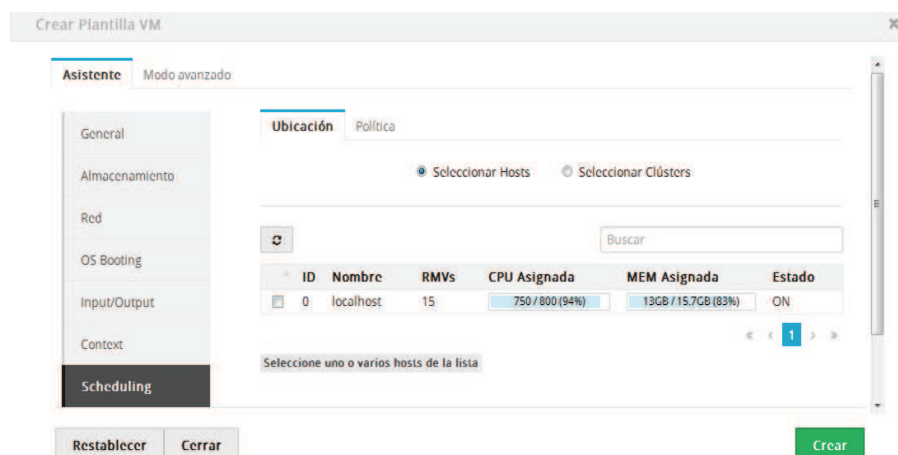 Crear Plantilla VM
Asistente Modo avanzado
General
Almacenamiento
Red
OS Booting
Input/Output
Context
Scheduling
Ubicación Política
Seleccionar Hosts Seleccionar Clústers
Buscar
ID Nombre RMVs CPU Asignada MEM Asignada Estado
0 localhost 15 750 / 800 (94%) 13GB / 15.7GB (83%) ON
1
Seleccione uno o varios hosts de la lista
Restablecer Cerrar Crear